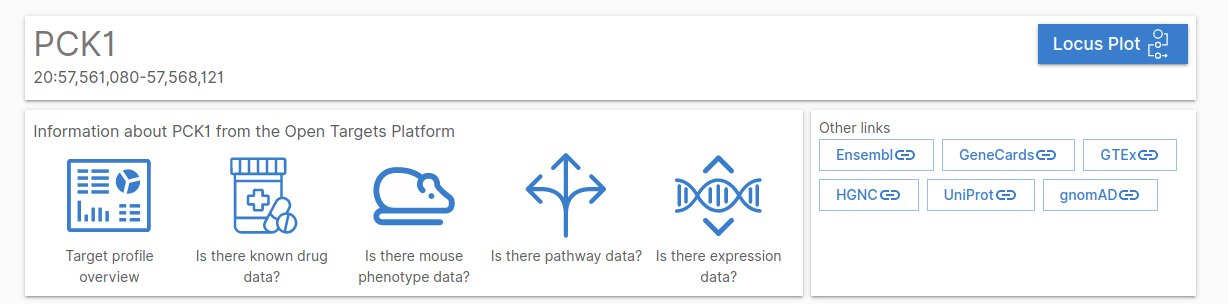 PCK1
20:57,561,080-57,568,121
Locus Plot
Information about PCK1 from the Open Targets Platform
Target profile
overview
Is there known drug
data?
Is there mouse
phenotype data?
Is there pathway data?
Is there expression
data?
Other links
Ensembl
GeneCards
GTEx
HGNC
UniProt
gnomAD